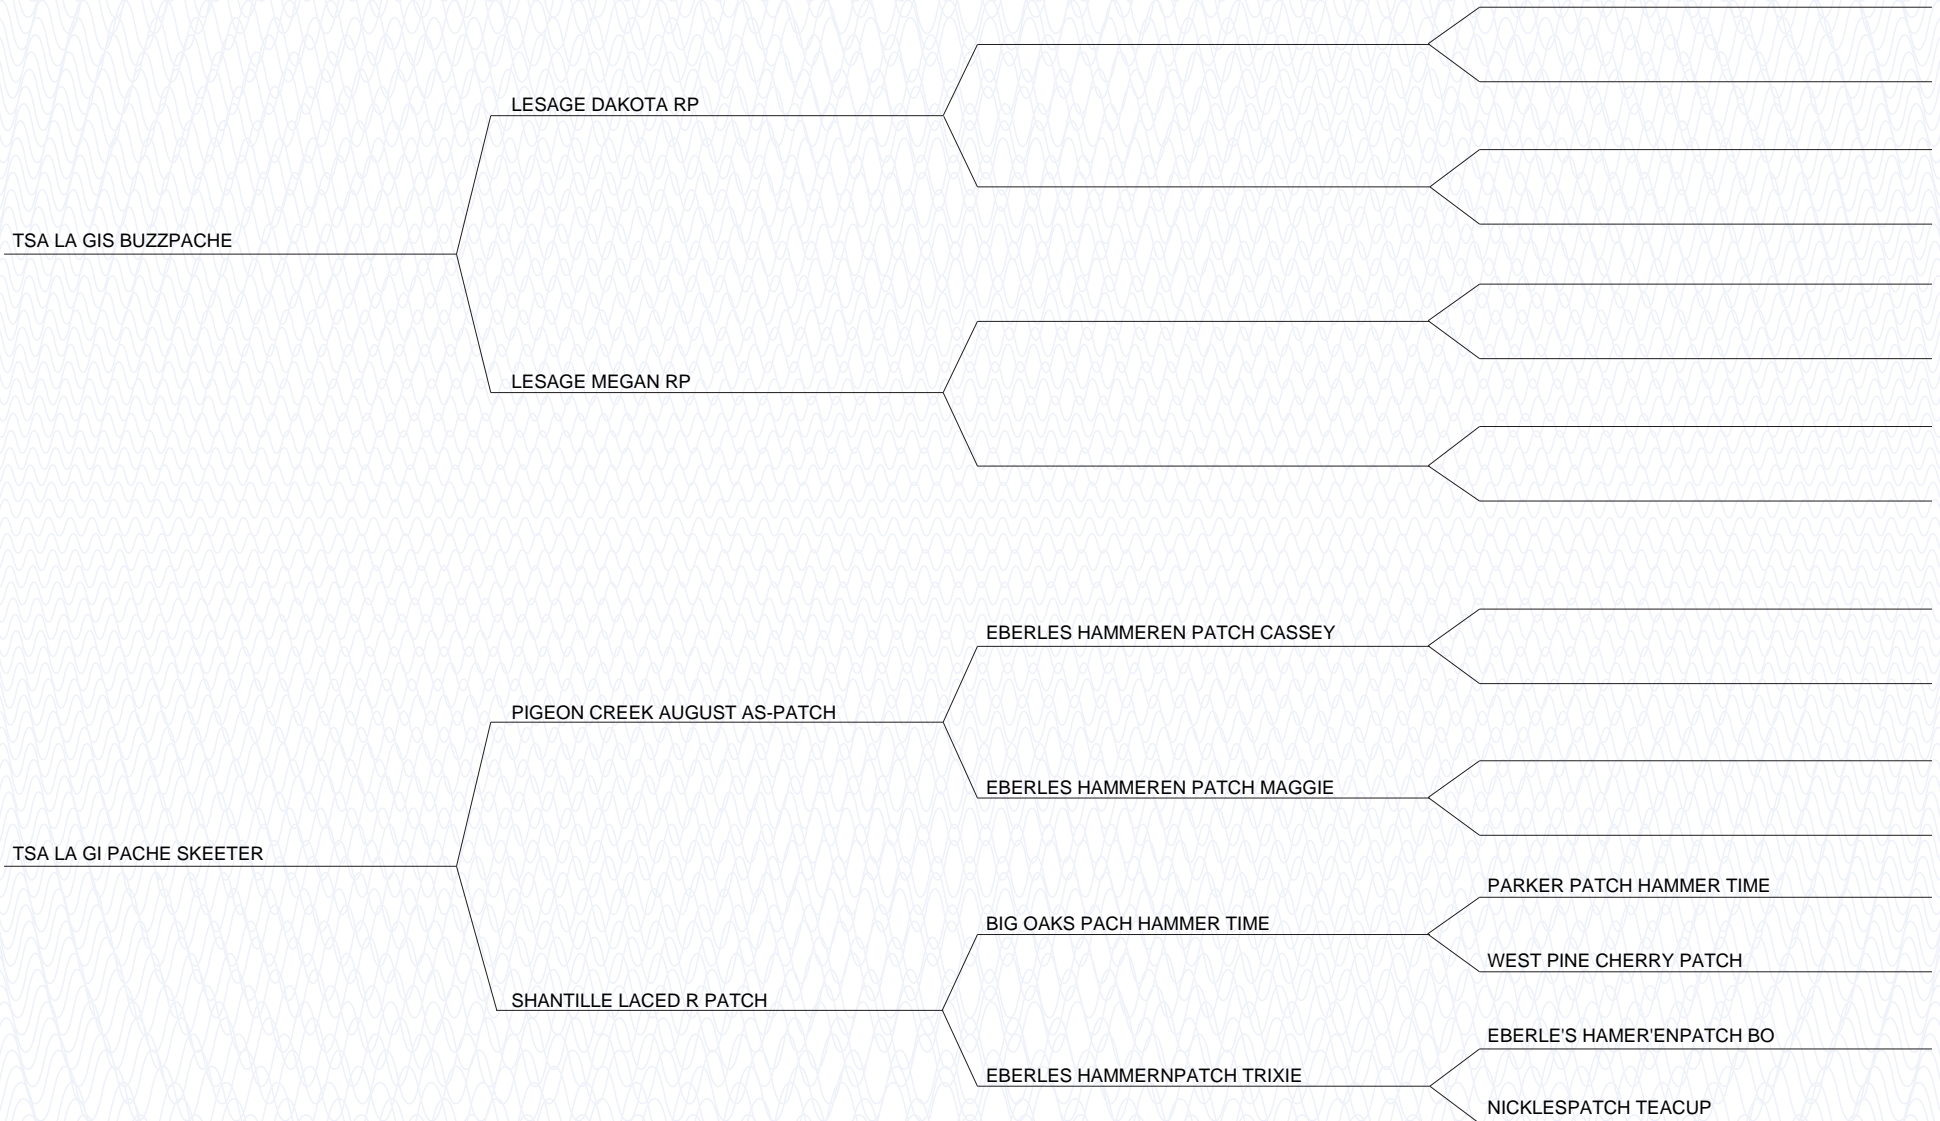 LESAGE DAKOTA RP
TSA LA GIS BUZZPACHE
LESAGE MEGAN RP
EBERLES HAMMEREN PATCH CASSEY
PIGEON CREEK AUGUST AS-PATCH
EBERLES HAMMEREN PATCH MAGGIE
TSA LA GI PACHE SKEETER
PARKER PATCH HAMMER TIME
BIG OAKS PACH HAMMER TIME
WEST PINE CHERRY PATCH
SHANTILLE LACED R PATCH
EBERLE'S HAMER'ENPATCH BO
EBERLES HAMMERNPATCH TRIXIE
NICKLESPATCH TEACUP